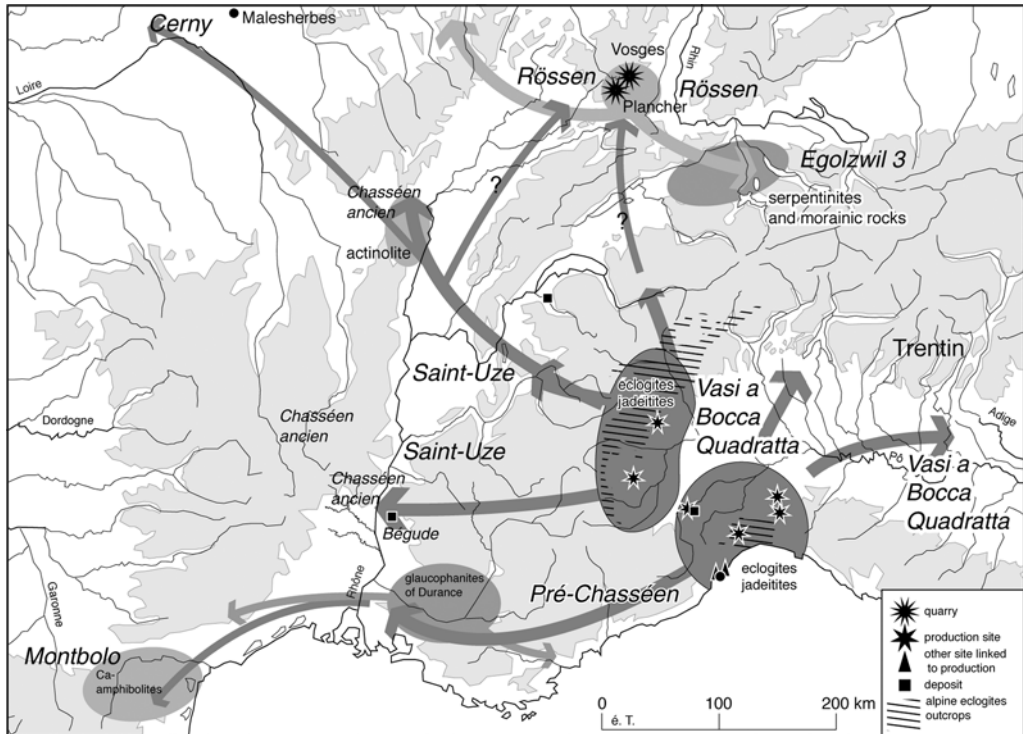 Cerny
Malesherbes
Loire
Vosges
Rhin
Rössen
Plancher
Rössen
Egolzwil 3
serpentinites
and morainic rocks
Chasséen
ancien
actinolite
?
?
Trentin
Adige
Pô
Saint-Uze
eclogites
jadeitites
Vasi a
Bocca
Quadratta
Vasi a
Bocca
Quadratta
Dordogne
Chasséen
ancien
Saint-Uze
Chasséen
ancien
Bégude
eclogites
jadeitites
Garonne
Rhône
glaucophanites
of Durance
Pré-Chasséen
Montbolo
Ca-
amphibolites
0 100 200 km
é. T.
quarry
production site
other site linked
to production
deposit
alpine eclogites
outcrops